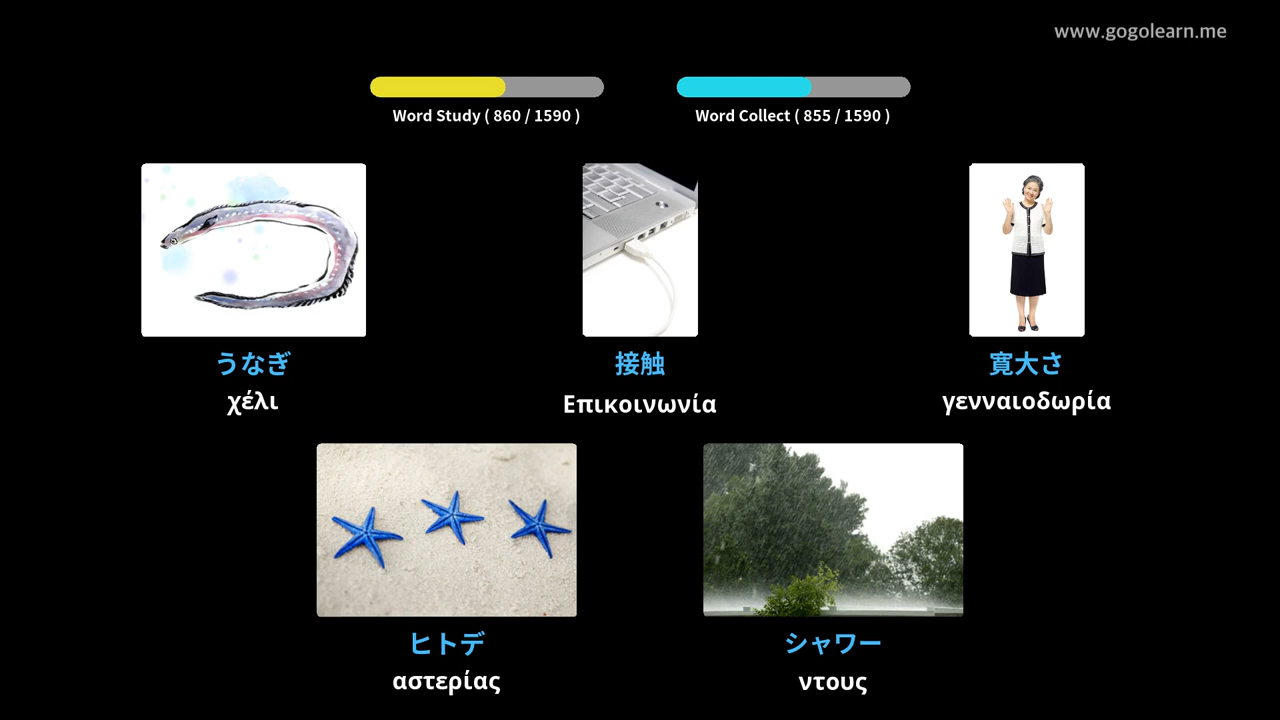 www.gogolearn.me
Word Study ( 860 / 1590 )
Word Collect ( 855 / 1590 )
うなぎ
χέλι
接触
Επικοινωνία
寛大さ
γενναιοδωρία
ヒトデ
αστερίας
シャワー
ντους